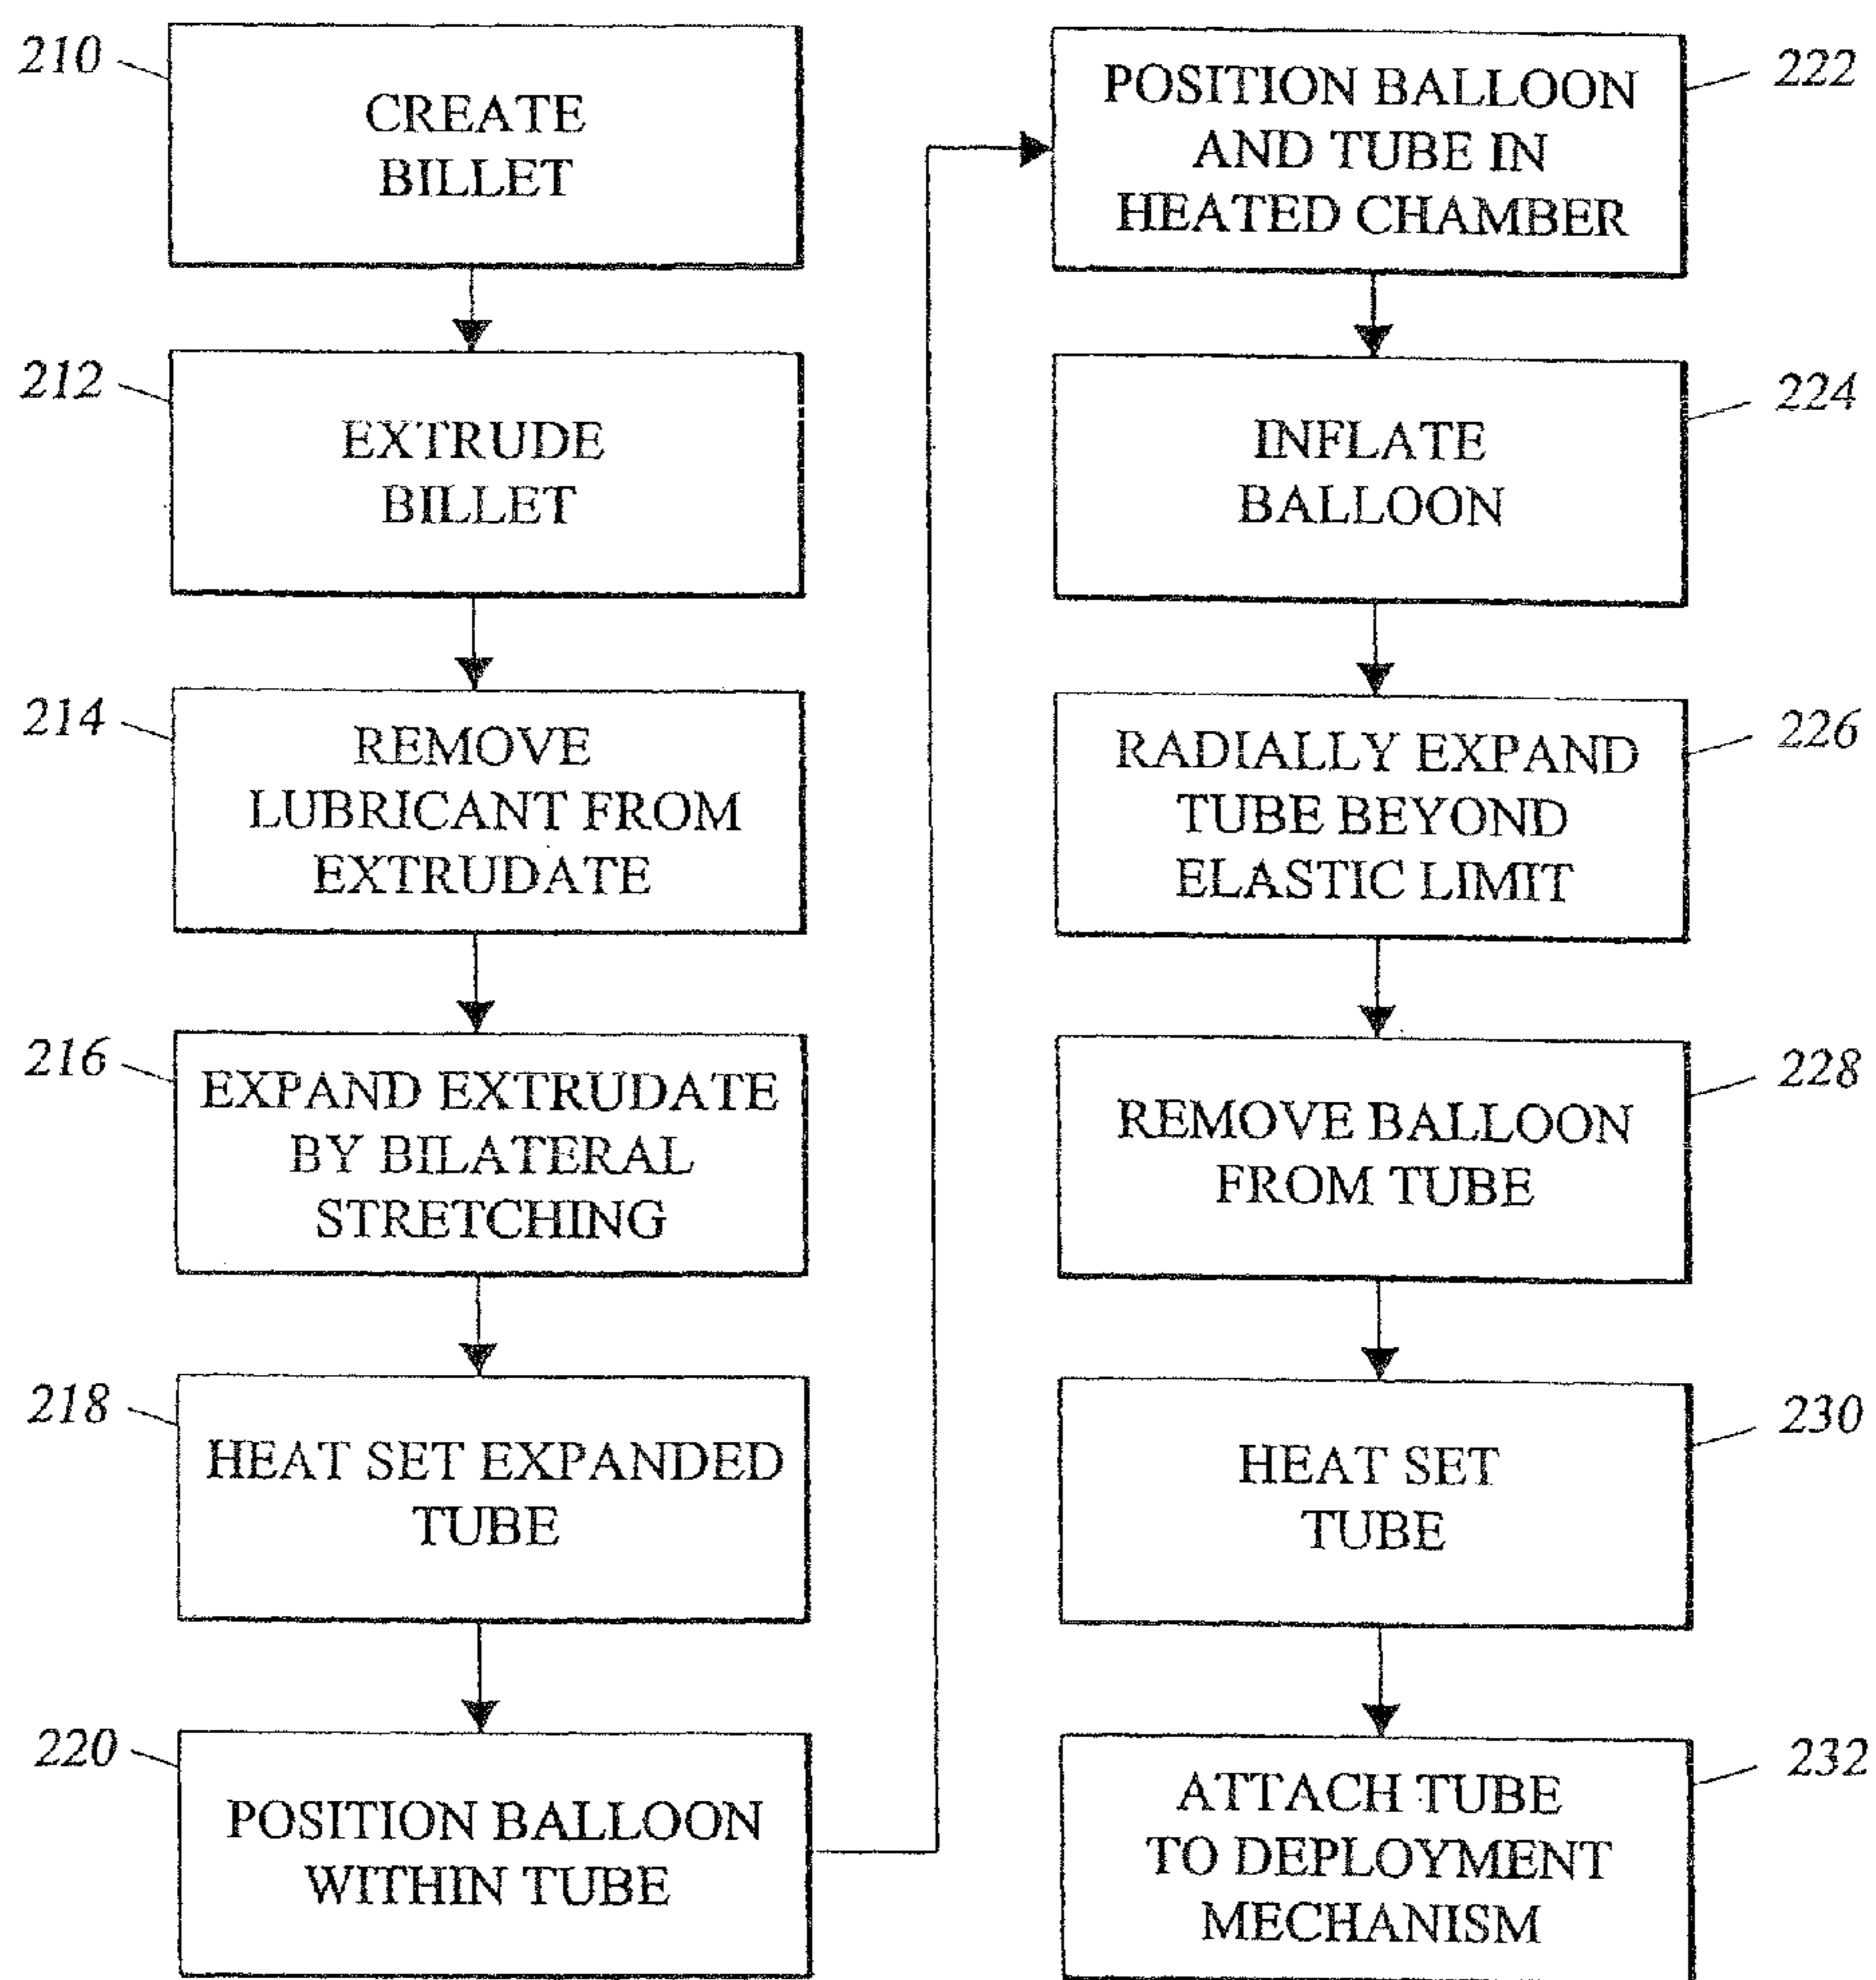 210
CREATE
BILLET
212
EXTRUDE
BILLET
214
REMOVE
LUBRICANT FROM
EXTRUDATE
216
EXPAND EXTRUDATE
BY BILATERAL
STRETCHING
218
HEAT SET EXPANDED
TUBE
220
POSITION BALLOON
WITHIN TUBE
222
POSITION BALLOON
AND TUBE IN
HEATED CHAMBER
224
INFLATE
BALLOON
226
RADIALLY EXPAND
TUBE BEYOND
ELASTIC LIMIT
228
REMOVE BALLOON
FROM TUBE
230
HEAT SET
TUBE
232
ATTACH TUBE
TO DEPLOYMENT
MECHANISM